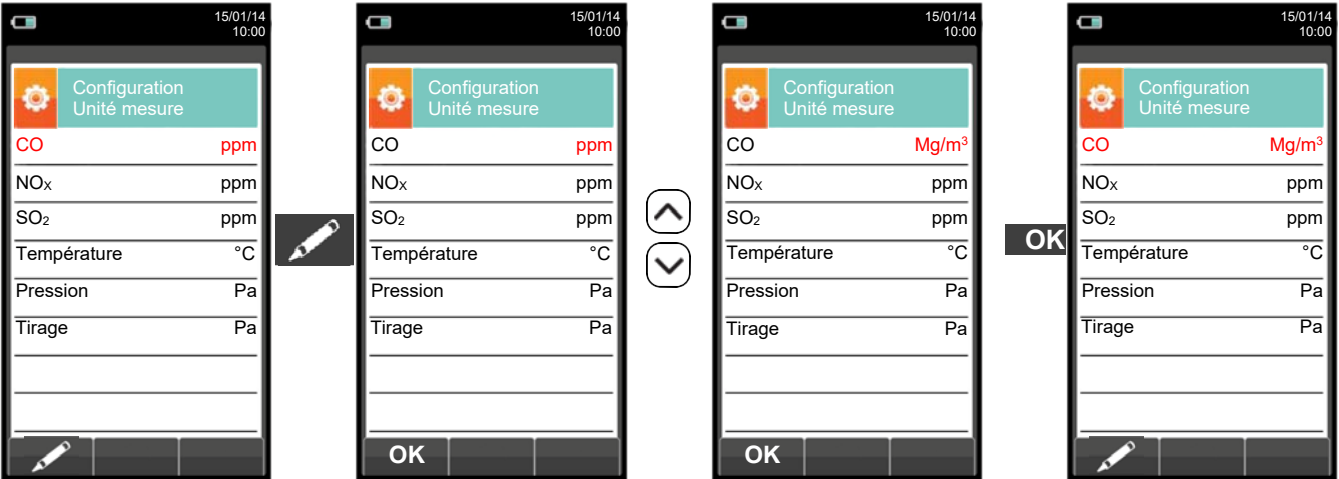 15/01/14
10:00
Configuration
Unité mesure
CO ppm
NOx ppm
SO2 ppm
Température °C
Pression Pa
Tirage Pa
15/01/14
10:00
Configuration
Unité mesure
CO ppm
NOx ppm
SO2 ppm
Température °C
Pression Pa
Tirage Pa
OK
15/01/14
10:00
Configuration
Unité mesure
CO Mg/m³
NOx ppm
SO2 ppm
Température °C
Pression Pa
Tirage Pa
OK
OK
15/01/14
10:00
Configuration
Unité mesure
CO Mg/m³
NOx ppm
SO2 ppm
Température °C
Pression Pa
Tirage Pa